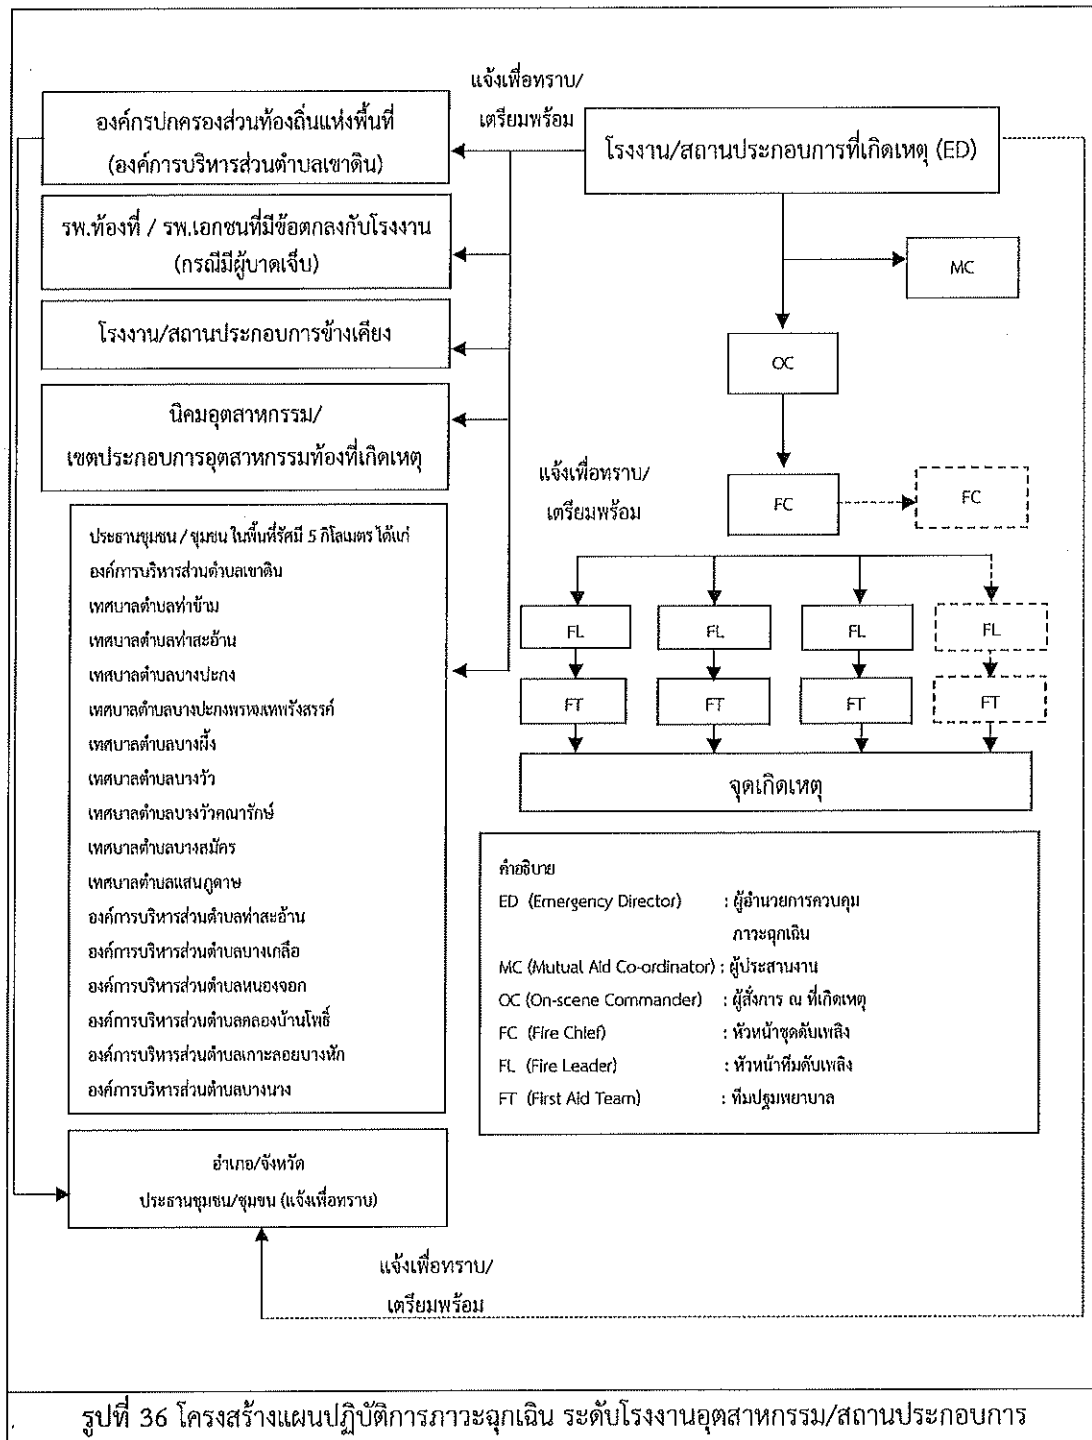 แจ้งเพื่อทราบ/
เตรียมพร้อม
องค์กรปกครองส่วนท้องถิ่นแห่งพื้นที่
(องค์การบริหารส่วนตำบลเขาดิน)
โรงงาน/สถานประกอบการที่เกิดเหตุ (ED)
รพ.ท้องที่ / รพ.เอกชนที่มีข้อตกลงกับโรงงาน
(กรณีมีผู้บาดเจ็บ)
MC
โรงงาน/สถานประกอบการข้างเคียง
OC
นิคมอุตสาหกรรม/
เขตประกอบการอุตสาหกรรมท้องที่เกิดเหตุ
แจ้งเพื่อทราบ/
เตรียมพร้อม
FC
FC
ประธานชุมชน / ชุมชน ในพื้นที่รัศมี 5 กิโลเมตร ได้แก่
องค์การบริหารส่วนตำบลเขาดิน
เทศบาลตำบลท่าข้าม
เทศบาลตำบลท่าสะอ้าน
เทศบาลตำบลบางปะกง
เทศบาลตำบลบางปะกงพรหมเทพรังสรรค์
เทศบาลตำบลบางผึ้ง
เทศบาลตำบลบางวัว
เทศบาลตำบลบางวัวคณารักษ์
เทศบาลตำบลบางสมัคร
เทศบาลตำบลแสนภูดาษ
องค์การบริหารส่วนตำบลท่าสะอ้าน
องค์การบริหารส่วนตำบลบางเกลือ
องค์การบริหารส่วนตำบลหนองจอก
องค์การบริหารส่วนตำบลคลองบ้านโพธิ์
องค์การบริหารส่วนตำบลเกาะลอยบางหัก
องค์การบริหารส่วนตำบลบางนาง
FL FL FL FL
FT FT FT FT
จุดเกิดเหตุ
คำอธิบาย
ED (Emergency Director) : ผู้อำนวยการควบคุม
ภาวะฉุกเฉิน
MC (Mutual Aid Co-ordinator) : ผู้ประสานงาน
OC (On-scene Commander) : ผู้สั่งการ ณ ที่เกิดเหตุ
FC (Fire Chief) : หัวหน้าชุดดับเพลิง
FL (Fire Leader) : หัวหน้าทีมดับเพลิง
FT (First Aid Team) : ทีมปฐมพยาบาล
อำเภอ/จังหวัด
ประธานชุมชน/ชุมชน (แจ้งเพื่อทราบ)
แจ้งเพื่อทราบ/
เตรียมพร้อม
รูปที่ 36 โครงสร้างแผนปฏิบัติการภาวะฉุกเฉิน ระดับโรงงานอุตสาหกรรม/สถานประกอบการ